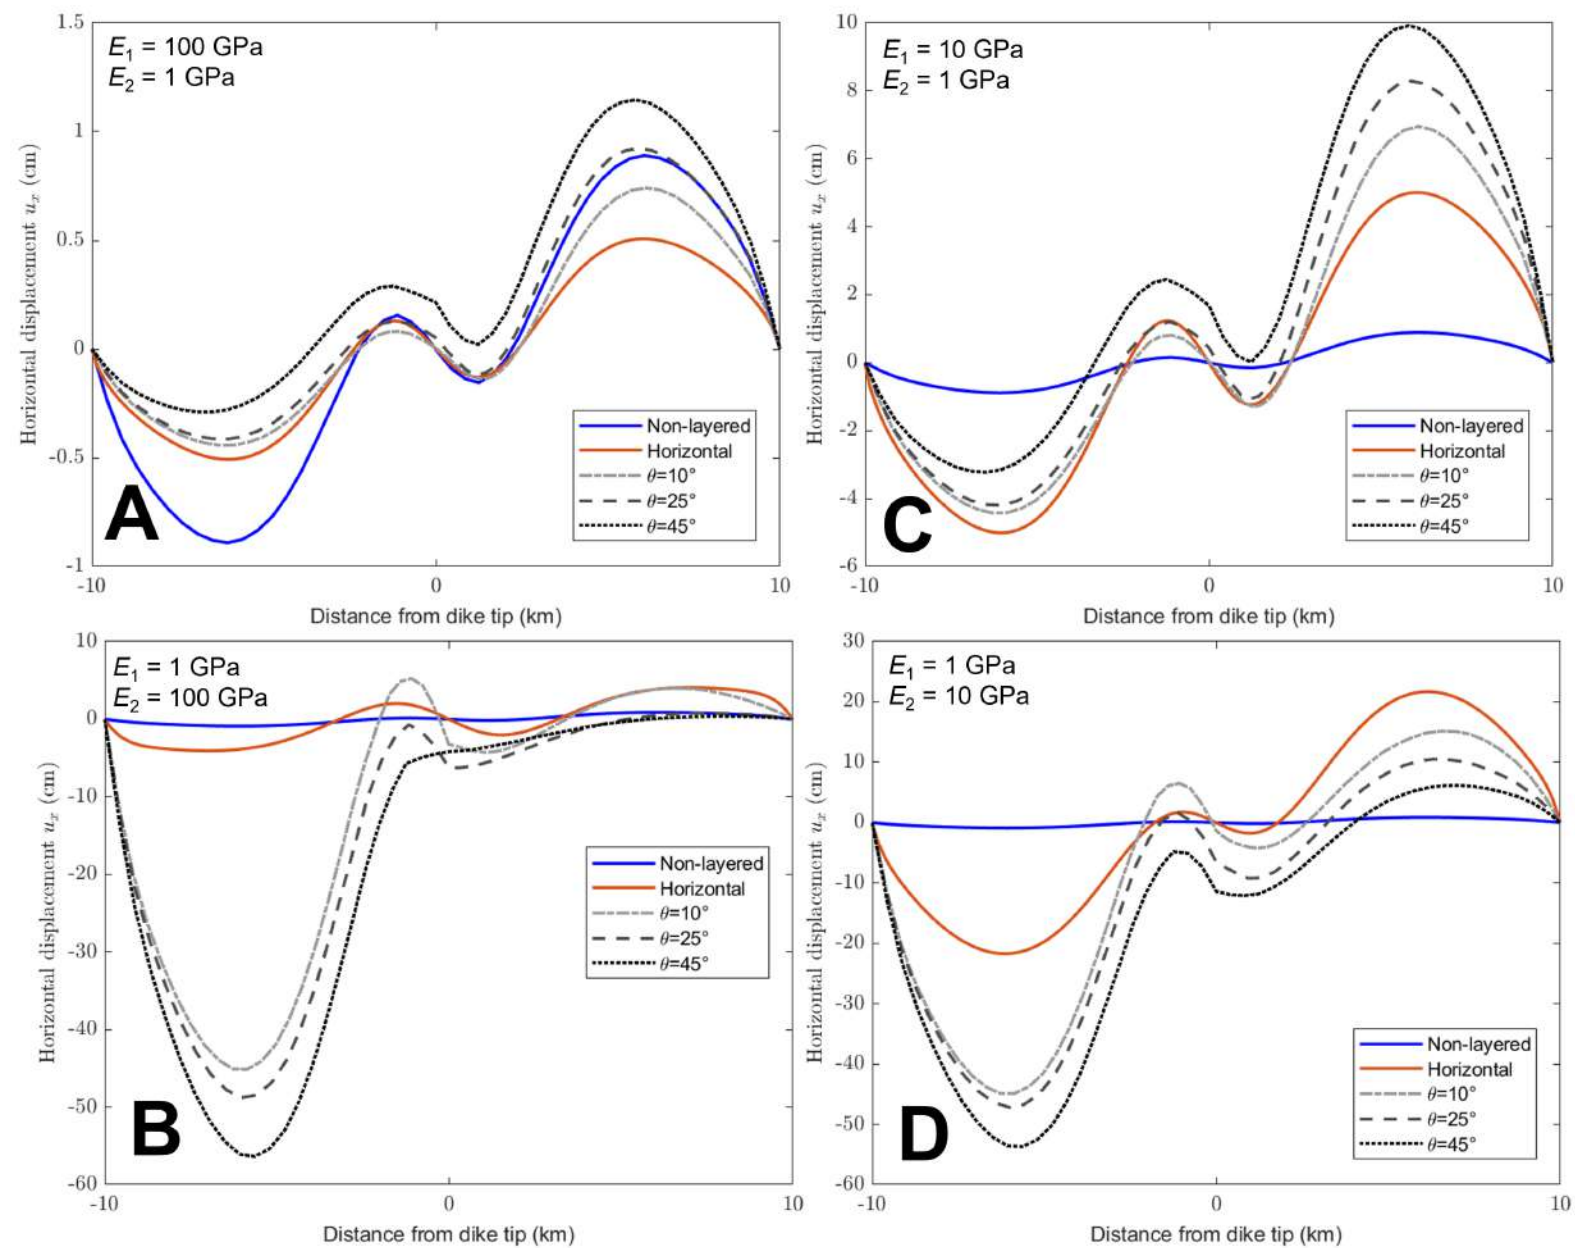 E1 = 100 GPa
E2 = 1 GPa
1.5
1
0.5
0
-0.5
-1
Horizontal displacement ux (cm)
Non-layered
Horizontal
θ=10°
θ=25°
θ=45°
A
-10
0
10
Distance from dike tip (km)
E1 = 10 GPa
E2 = 1 GPa
10
8
6
4
2
0
-2
-4
-6
Horizontal displacement ux (cm)
Non-layered
Horizontal
θ=10°
θ=25°
θ=45°
C
-10
0
10
Distance from dike tip (km)
E1 = 1 GPa
E2 = 100 GPa
10
0
-10
-20
-30
-40
-50
-60
Horizontal displacement ux (cm)
Non-layered
Horizontal
θ=10°
θ=25°
θ=45°
B
-10
0
10
Distance from dike tip (km)
E1 = 1 GPa
E2 = 10 GPa
30
20
10
0
-10
-20
-30
-40
-50
-60
Horizontal displacement ux (cm)
Non-layered
Horizontal
θ=10°
θ=25°
θ=45°
D
-10
0
10
Distance from dike tip (km)